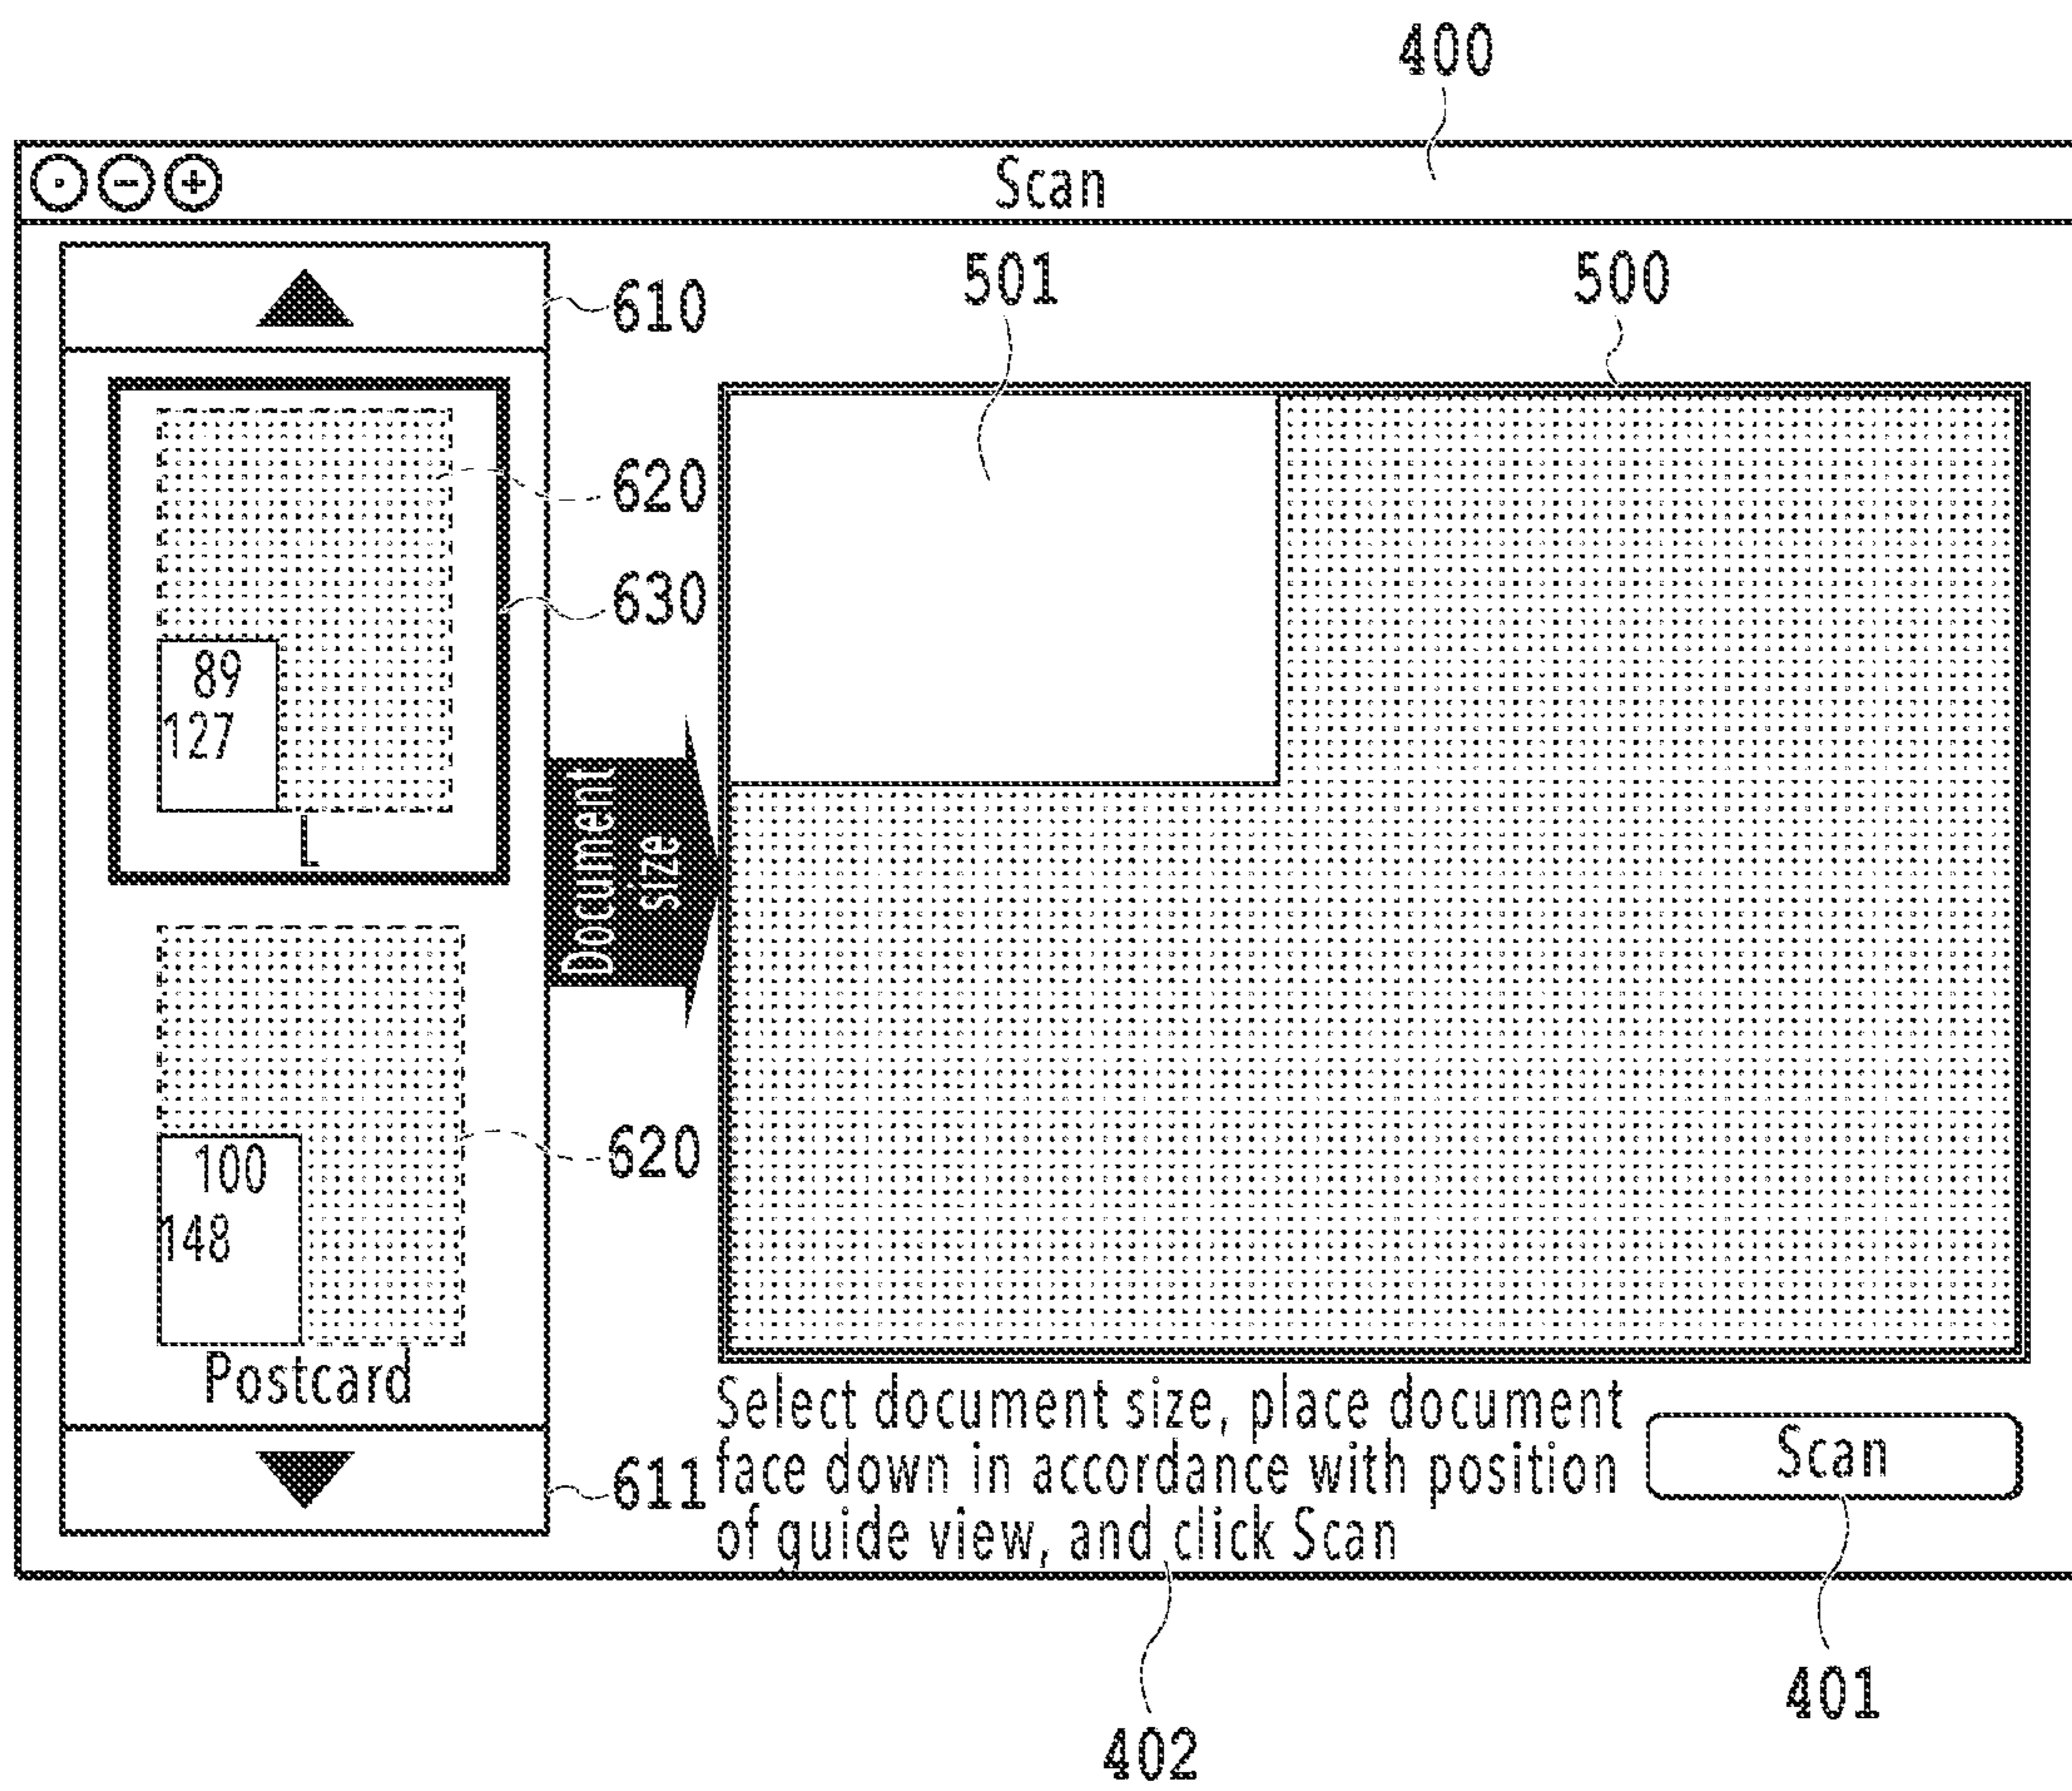 400
Scan
501
500
610
620
630
89
127
L
Document
size
620
100
148
Postcard
611
Select document size, place document
face down in accordance with position
of guide view, and click Scan
Scan
401
402